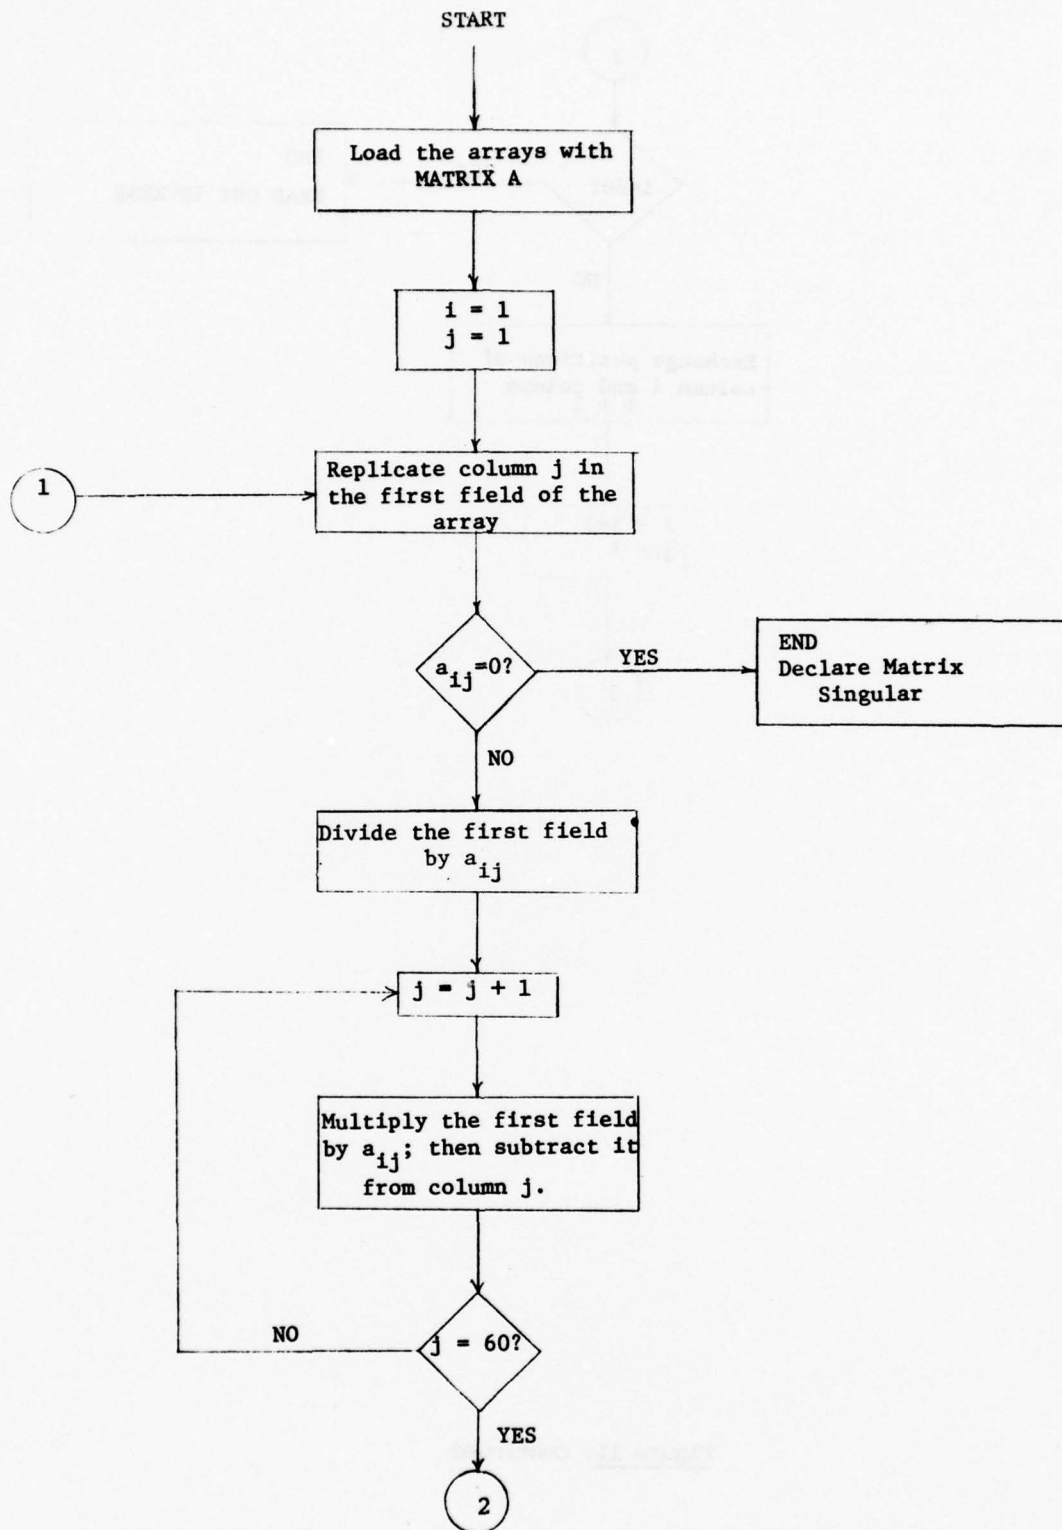 START
Load the arrays with
MATRIX A
i = 1
j = 1
1
Replicate column j in
the first field of the
array
a_ij=0?
YES
END
Declare Matrix
Singular
NO
Divide the first field
by a_ij
j = j + 1
Multiply the first field
by a_ij; then subtract it
from column j.
j = 60?
NO
YES
2